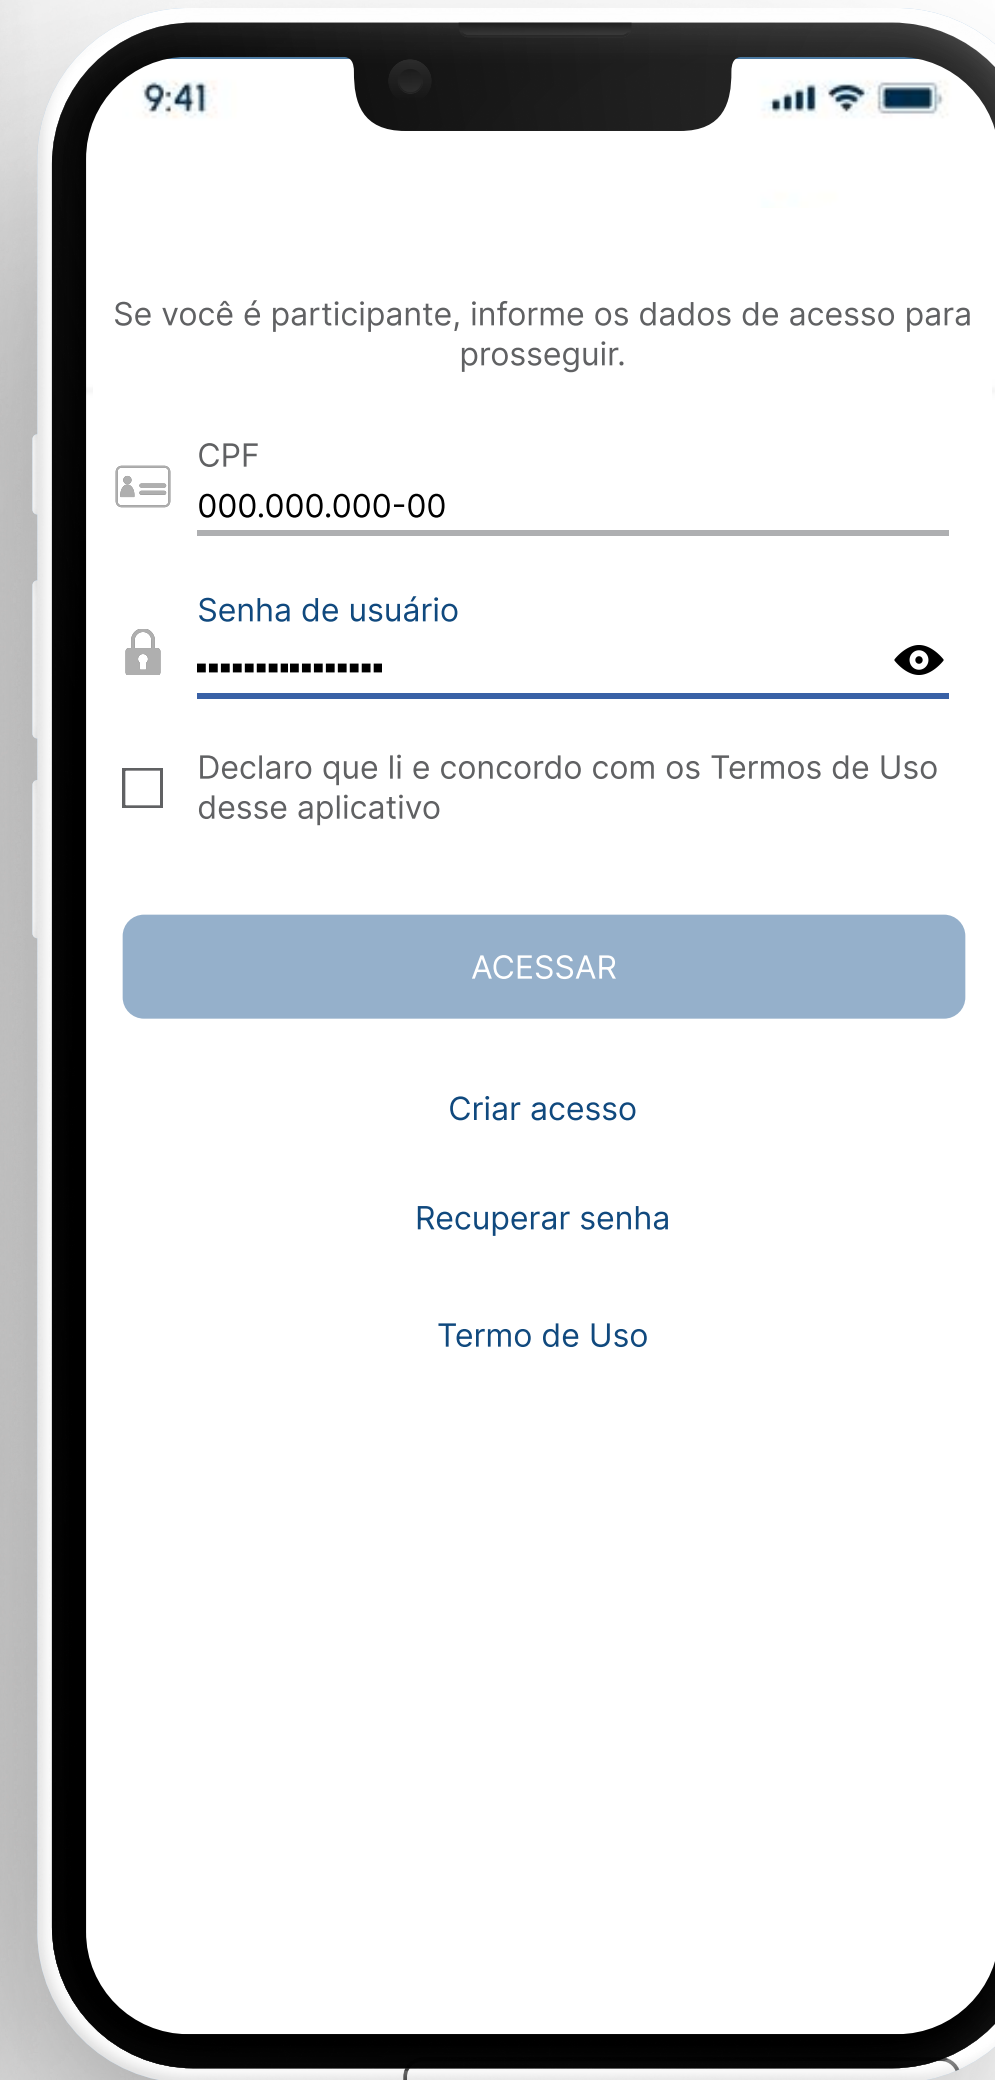 9:41
Se você é participante, informe os dados de acesso para
prosseguir.
CPF
000.000.000-00
Senha de usuário
Declaro que li e concordo com os Termos de Uso
desse aplicativo
ACESSAR
Criar acesso
Recuperar senha
Termo de Uso